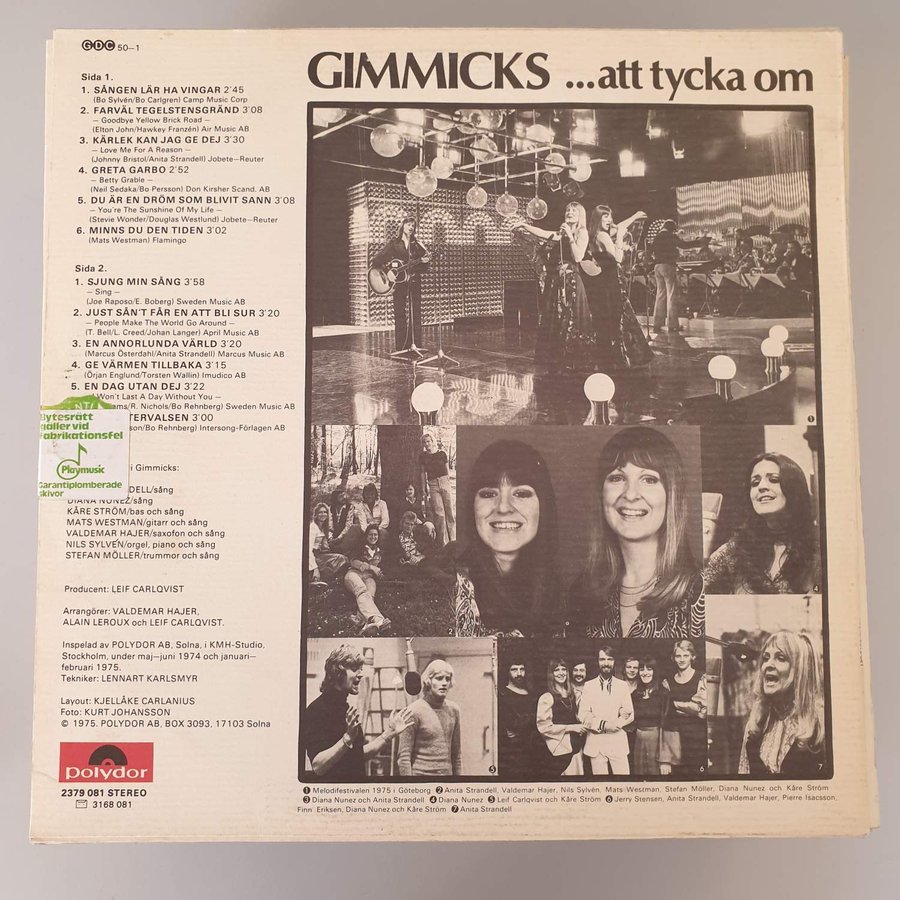 GDC 50–1
GIMMICKS ...att tycka om
Sida 1.
1. SÅNGEN LÄR HA VINGAR 2'45
(Bo Sylvén/Bo Carlgren) Camp Music Corp
2. FARVÄL TEGELSTENSGRÄND 3'08
— Goodbye Yellow Brick Road —
(Elton John/Hawkey Franzén) Air Music AB
3. KÄRLEK KAN JAG GE DEJ 3'30
— Love Me For A Reason —
(Johnny Bristol/Anita Strandell) Jobete–Reuter
4. GRETA GARBO 2'52
— Betty Grable —
(Neil Sedaka/Bo Persson) Don Kirsher Scand. AB
5. DU ÄR EN DRÖM SOM BLIVIT SANN 3'08
— You're The Sunshine Of My Life —
(Stevie Wonder/Douglas Westlund) Jobete–Reuter
6. MINNS DU DEN TIDEN 3'02
(Mats Westman) Flamingo
Sida 2.
1. SJUNG MIN SÅNG 3'58
— Sing —
(Joe Raposo/E. Boberg) Sweden Music AB
2. JUST SÅN'T FÅR EN ATT BLI SUR 3'20
— People Make The World Go Around —
(T. Bell/L. Creed/Johan Langer) April Music AB
3. EN ANNORLUNDA VÄRLD 3'20
(Marcus Österdahl/Anita Strandell) Marcus Music AB
4. GE VÄRMEN TILLBAKA 3'15
(Örjan Englund/Torsten Wallin) Imudico AB
5. EN DAG UTAN DEJ 3'22
Won't Last A Day Without You —
ams/R. Nichols/Bo Rehnberg) Sweden Music AB
TERVALSEN 3'00
son/Bo Rehnberg) Intersong-Förlagen AB
Bytesrätt
gäller vid
fabrikationsfel
Playmusic
Garantiplomberade
skivor
i Gimmicks:
DELL/sång
DIANA NUNEZ/sång
KÅRE STRÖM/bas och sång
MATS WESTMAN/gitarr och sång
VALDEMAR HAJER/saxofon och sång
NILS SYLVÉN/orgel, piano och sång
STEFAN MÖLLER/trummor och sång
Producent: LEIF CARLQVIST
Arrangörer: VALDEMAR HAJER,
ALAIN LEROUX och LEIF CARLQVIST.
Inspelad av POLYDOR AB, Solna, i KMH-Studio,
Stockholm, under maj–juni 1974 och januari–
februari 1975.
Tekniker: LENNART KARLSMYR
Layout: KJELLÅKE CARLANIUS
Foto: KURT JOHANSSON
© 1975. POLYDOR AB, BOX 3093, 17103 Solna
polydor
2379 081 STEREO
3168 081
1
2
3
4
5
6
7
1 Melodifestivalen 1975 i Göteborg 2 Anita Strandell, Valdemar Hajer, Nils Sylvén, Mats Westman, Stefan Möller, Diana Nunez och Kåre Ström
3 Diana Nunez och Anita Strandell 4 Diana Nunez 5 Leif Carlqvist och Kåre Ström 6 Jerry Stensen, Anita Strandell, Valdemar Hajer, Pierre Isacsson,
Finn Eriksen, Diana Nunez och Kåre Ström 7 Anita Strandell